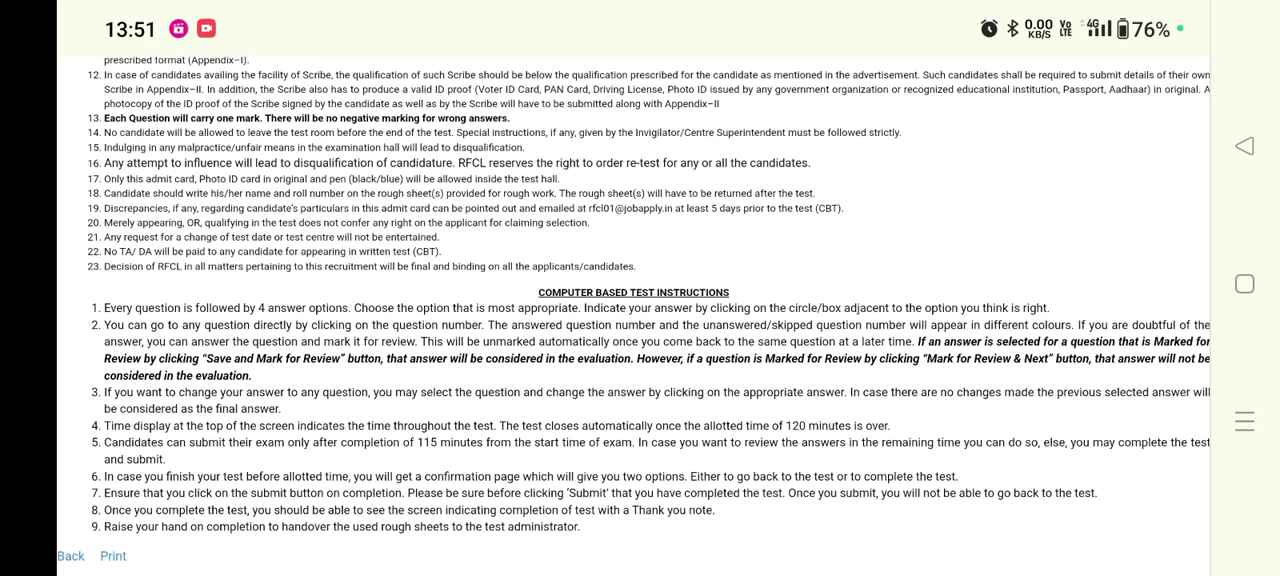 13:51
0.00 KB/S Vo LTE 4G 76%
prescribed format (Appendix–I).
12. In case of candidates availing the facility of Scribe, the qualification of such Scribe should be below the qualification prescribed for the candidate as mentioned in the advertisement. Such candidates shall be required to submit details of their own
Scribe in Appendix–II. In addition, the Scribe also has to produce a valid ID proof (Voter ID Card, PAN Card, Driving License, Photo ID issued by any government organization or recognized educational institution, Passport, Aadhaar) in original. A
photocopy of the ID proof of the Scribe signed by the candidate as well as by the Scribe will have to be submitted along with Appendix–II
13. Each Question will carry one mark. There will be no negative marking for wrong answers.
14. No candidate will be allowed to leave the test room before the end of the test. Special instructions, if any, given by the Invigilator/Centre Superintendent must be followed strictly.
15. Indulging in any malpractice/unfair means in the examination hall will lead to disqualification.
16. Any attempt to influence will lead to disqualification of candidature. RFCL reserves the right to order re-test for any or all the candidates.
17. Only this admit card, Photo ID card in original and pen (black/blue) will be allowed inside the test hall.
18. Candidate should write his/her name and roll number on the rough sheet(s) provided for rough work. The rough sheet(s) will have to be returned after the test.
19. Discrepancies, if any, regarding candidate's particulars in this admit card can be pointed out and emailed at rfcl01@jobapply.in at least 5 days prior to the test (CBT).
20. Merely appearing, OR, qualifying in the test does not confer any right on the applicant for claiming selection.
21. Any request for a change of test date or test centre will not be entertained.
22. No TA/ DA will be paid to any candidate for appearing in written test (CBT).
23. Decision of RFCL in all matters pertaining to this recruitment will be final and binding on all the applicants/candidates.
COMPUTER BASED TEST INSTRUCTIONS
1. Every question is followed by 4 answer options. Choose the option that is most appropriate. Indicate your answer by clicking on the circle/box adjacent to the option you think is right.
2. You can go to any question directly by clicking on the question number. The answered question number and the unanswered/skipped question number will appear in different colours. If you are doubtful of the
answer, you can answer the question and mark it for review. This will be unmarked automatically once you come back to the same question at a later time. If an answer is selected for a question that is Marked for
Review by clicking “Save and Mark for Review” button, that answer will be considered in the evaluation. However, if a question is Marked for Review by clicking “Mark for Review & Next” button, that answer will not be
considered in the evaluation.
3. If you want to change your answer to any question, you may select the question and change the answer by clicking on the appropriate answer. In case there are no changes made the previous selected answer will
be considered as the final answer.
4. Time display at the top of the screen indicates the time throughout the test. The test closes automatically once the allotted time of 120 minutes is over.
5. Candidates can submit their exam only after completion of 115 minutes from the start time of exam. In case you want to review the answers in the remaining time you can do so, else, you may complete the test
and submit.
6. In case you finish your test before allotted time, you will get a confirmation page which will give you two options. Either to go back to the test or to complete the test.
7. Ensure that you click on the submit button on completion. Please be sure before clicking ‘Submit’ that you have completed the test. Once you submit, you will not be able to go back to the test.
8. Once you complete the test, you should be able to see the screen indicating completion of test with a Thank you note.
9. Raise your hand on completion to handover the used rough sheets to the test administrator.
Back Print